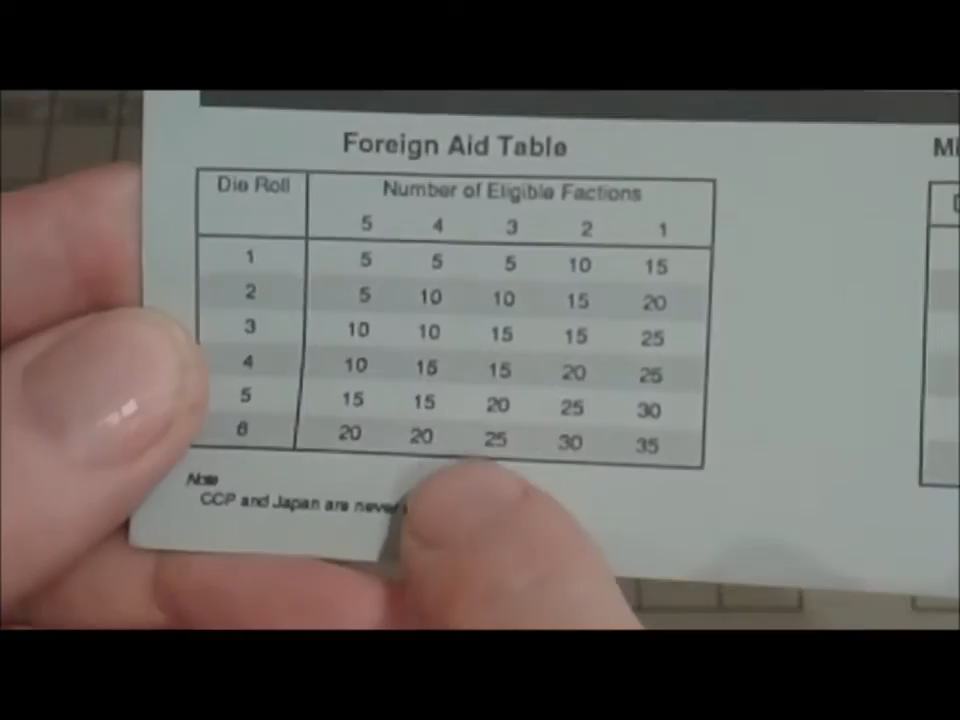 Foreign Aid Table
Die Roll Number of Eligible Factions
5 4 3 2 1
1 5 5 5 10 15
2 5 10 10 15 20
3 10 10 15 15 25
4 10 15 15 20 25
5 15 15 20 25 30
6 20 20 25 30 35
Note
CCP and Japan are never